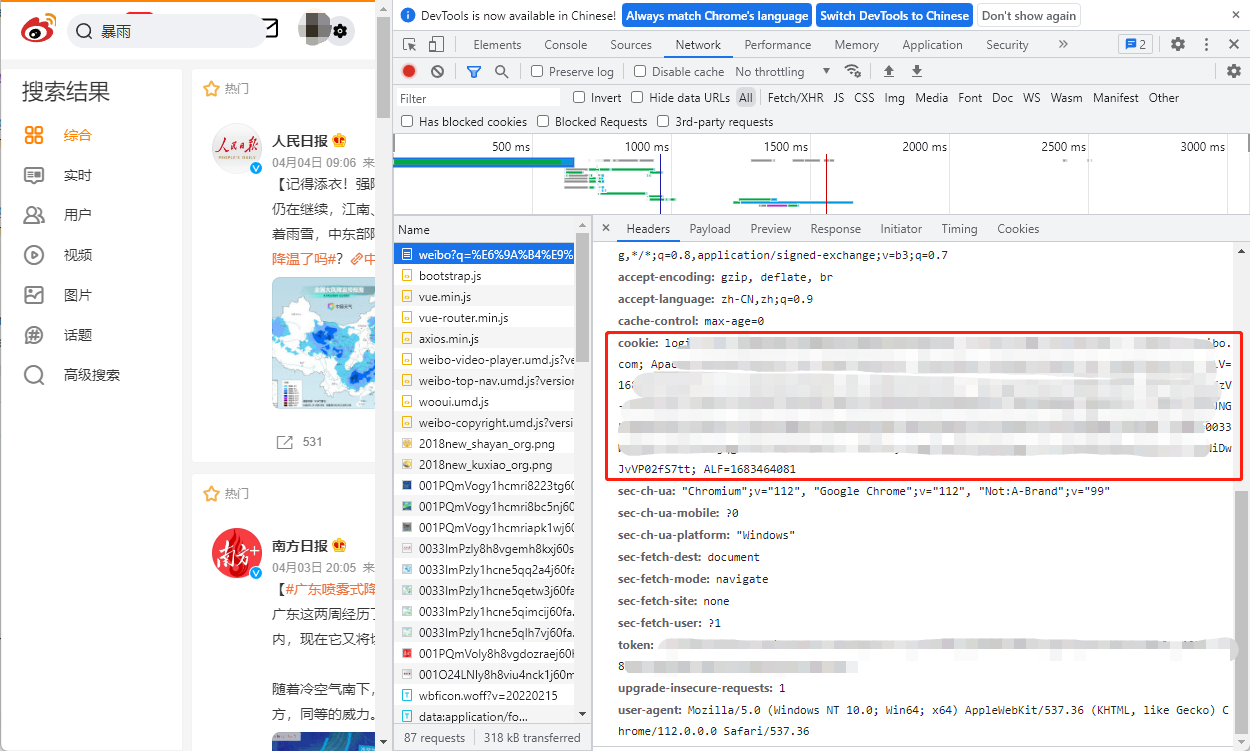 暴雨
搜索结果
综合
实时
用户
视频
图片
话题
高级搜索
热门
人民日报
人民日报
PEOPLE'S DAILY
04月04日 09:06 来
【记得添衣！强降
仍在继续，江南、
着雨雪，中东部
降温了吗#？
531
热门
南方+
南方日报
04月03日 20:05 来
【#广东喷雾式降
广东这两周经历了
内，现在它又将
随着冷空气南下，
方，同等的威力。
DevTools is now available in Chinese!
Always match Chrome's language
Switch DevTools to Chinese
Don't show again
Elements
Console
Sources
Network
Performance
Memory
Application
Security
2
Preserve log
Disable cache
No throttling
Filter
Invert
Hide data URLs
All
Fetch/XHR
JS
CSS
Img
Media
Font
Doc
WS
Wasm
Manifest
Other
Has blocked cookies
Blocked Requests
3rd-party requests
500 ms
1000 ms
1500 ms
2000 ms
2500 ms
3000 ms
Name
weibo?q=%E6%9A%B4%E9%
bootstrap.js
vue.min.js
vue-router.min.js
axios.min.js
weibo-video-player.umd.js?ve
weibo-top-nav.umd.js?version
wooui.umd.js
weibo-copyright.umd.js?versi
2018new_shayan_org.png
2018new_kuxiao_org.png
001PQmVogy1hcmri8223tg60
001PQmVogy1hcmri8bc5nj60
001PQmVogy1hcmriapk1wj60
0033ImPzly8h8vgemh8kxj60s
0033ImPzly1hcne5qq2a4j60fa
0033ImPzly1hcne5qetw3j60fa
0033ImPzly1hcne5qimcij60fa.
0033ImPzly1hcne5qlh7vj60fa.
001PQmVoly8h8vgdozraej60
001O24LNly8h8viu4nck1j60m
wbficon.woff?v=20220215
data:application/fo...
87 requests
318 kB transferred
Headers
Payload
Preview
Response
Initiator
Timing
Cookies
g,*/*;q=0.8,application/signed-exchange;v=b3;q=0.7
accept-encoding: gzip, deflate, br
accept-language: zh-CN,zh;q=0.9
cache-control: max-age=0
cookie: logi
ibo.
com; Apac
LV=
168
zV
NG
0033
NiDw
JvVP02fS7tt; ALF=1683464081
sec-ch-ua: "Chromium";v="112", "Google Chrome";v="112", "Not:A-Brand";v="99"
sec-ch-ua-mobile: ?0
sec-ch-ua-platform: "Windows"
sec-fetch-dest: document
sec-fetch-mode: navigate
sec-fetch-site: none
sec-fetch-user: ?1
token:
8
upgrade-insecure-requests: 1
user-agent: Mozilla/5.0 (Windows NT 10.0; Win64; x64) AppleWebKit/537.36 (KHTML, like Gecko) C
hrome/112.0.0.0 Safari/537.36